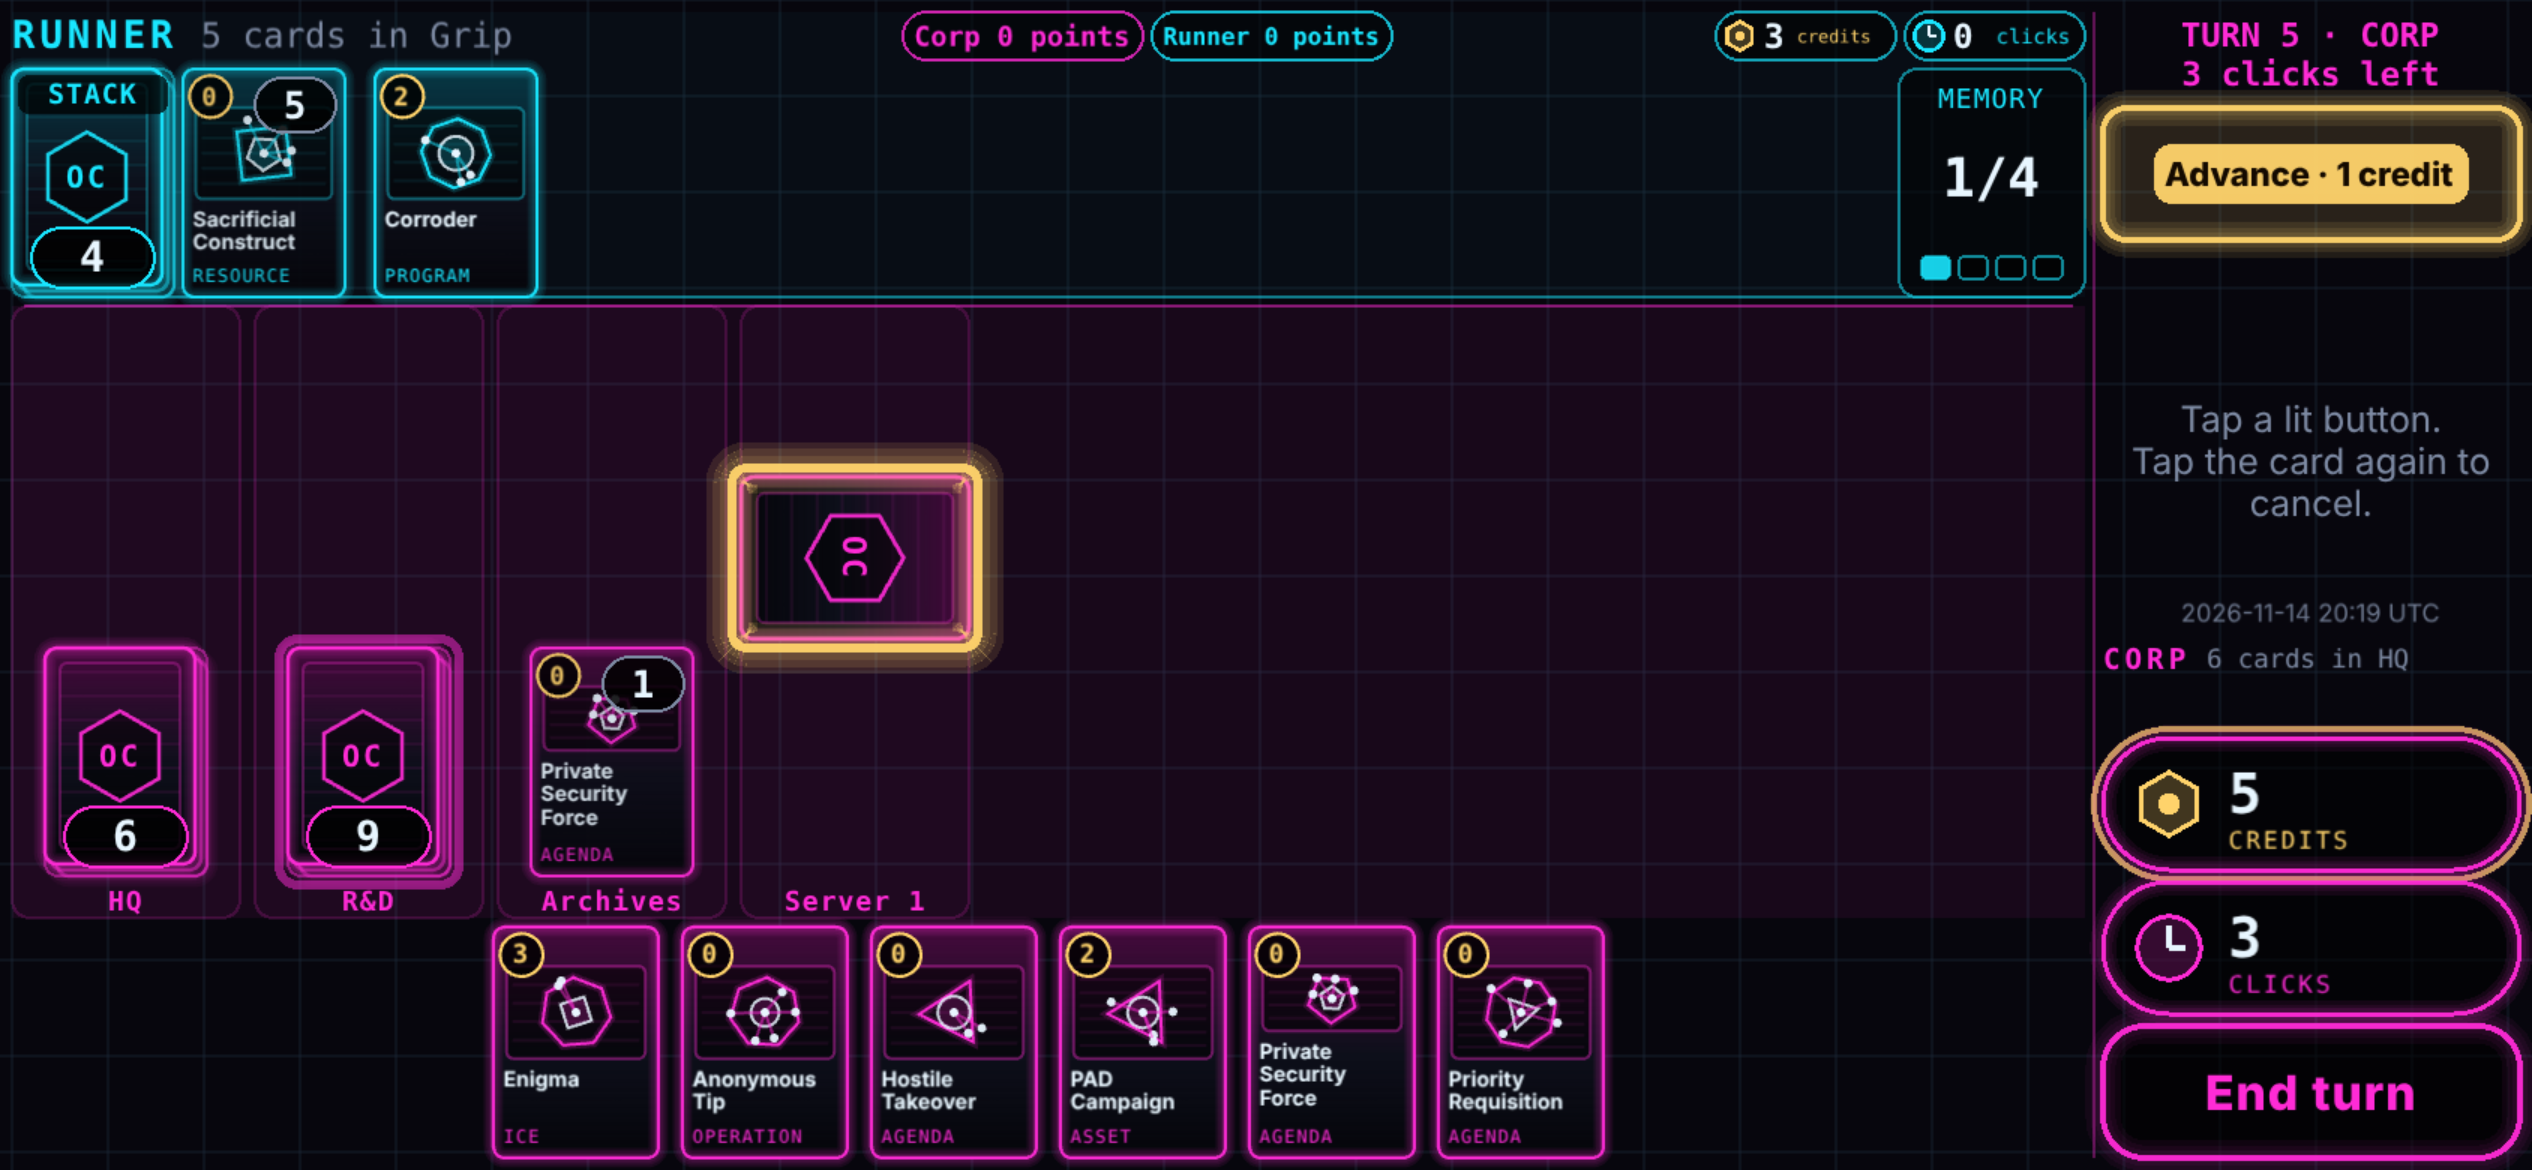 RUNNER 5 cards in Grip
Corp 0 points
Runner 0 points
3 credits
0 clicks
TURN 5 · CORP
3 clicks left
STACK
OC
4
0
5
Sacrificial
Construct
RESOURCE
2
Corroder
PROGRAM
MEMORY
1/4
Advance · 1 credit
Tap a lit button.
Tap the card again to
cancel.
2026-11-14 20:19 UTC
CORP 6 cards in HQ
OC
OC
6
HQ
OC
9
R&D
0
1
Private
Security
Force
AGENDA
Archives
Server 1
5
CREDITS
3
CLICKS
End turn
3
Enigma
ICE
0
Anonymous
Tip
OPERATION
0
Hostile
Takeover
AGENDA
2
PAD
Campaign
ASSET
0
Private
Security
Force
AGENDA
0
Priority
Requisition
AGENDA